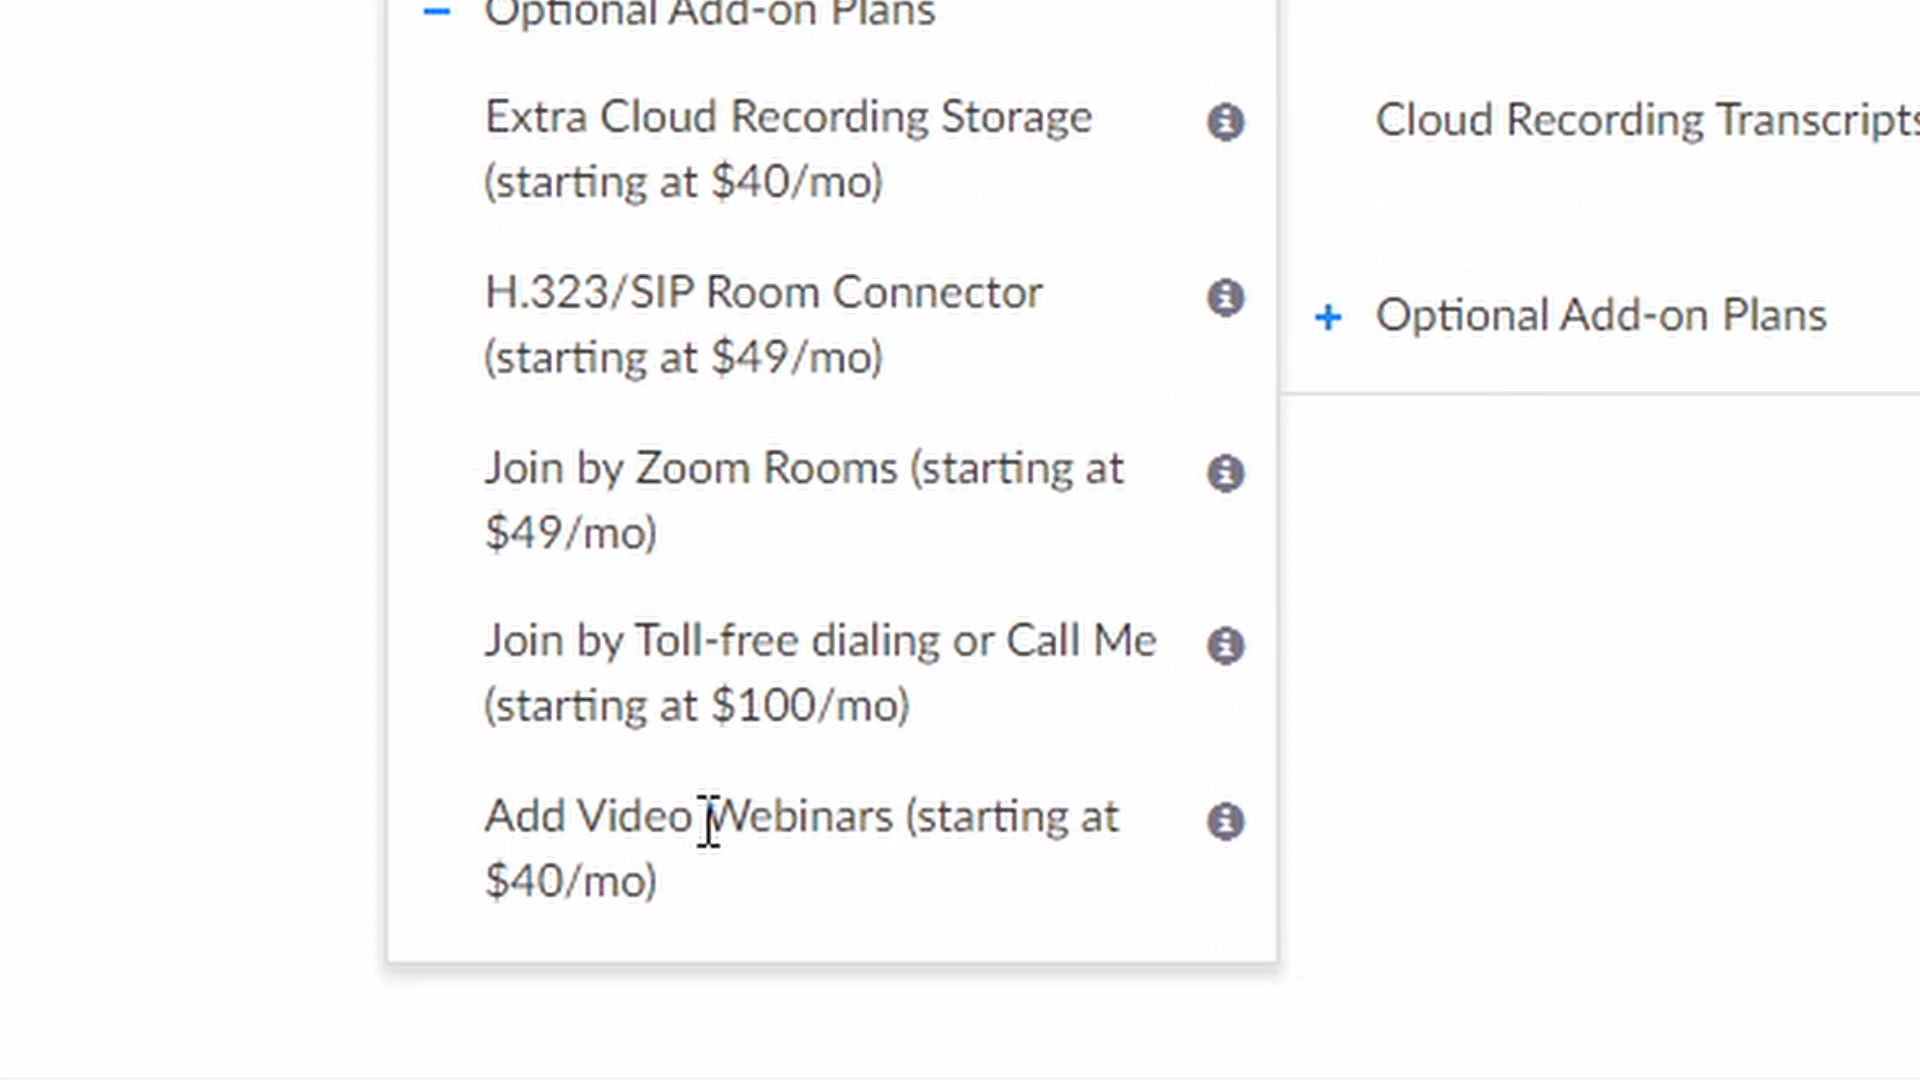 Optional Add-on Plans
Extra Cloud Recording Storage
(starting at $40/mo)
H.323/SIP Room Connector
(starting at $49/mo)
Join by Zoom Rooms (starting at
$49/mo)
Join by Toll-free dialing or Call Me
(starting at $100/mo)
Add Video Webinars (starting at
$40/mo)
Cloud Recording Transcripts
+ Optional Add-on Plans